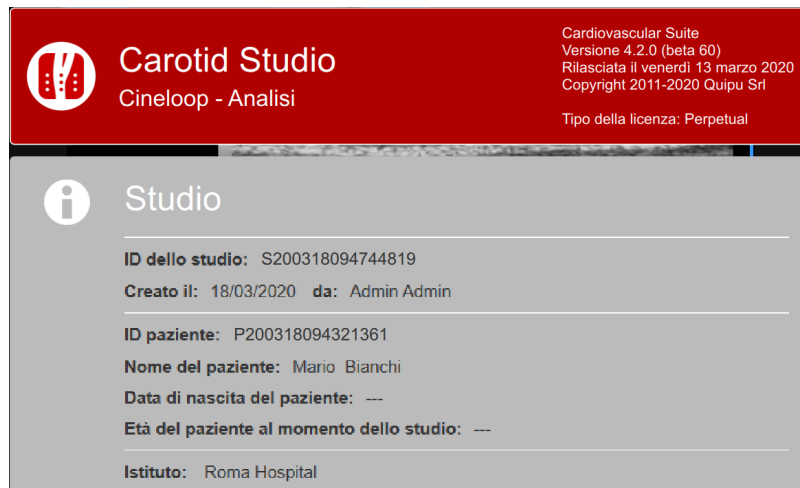 Carotid Studio
Cineloop - Analisi
Cardiovascular Suite
Versione 4.2.0 (beta 60)
Rilasciata il venerdì 13 marzo 2020
Copyright 2011-2020 Quipu Srl
Tipo della licenza: Perpetual
Studio
ID dello studio: S200318094744819
Creato il: 18/03/2020 da: Admin Admin
ID paziente: P200318094321361
Nome del paziente: Mario Bianchi
Data di nascita del paziente: ---
Età del paziente al momento dello studio: ---
Istituto: Roma Hospital